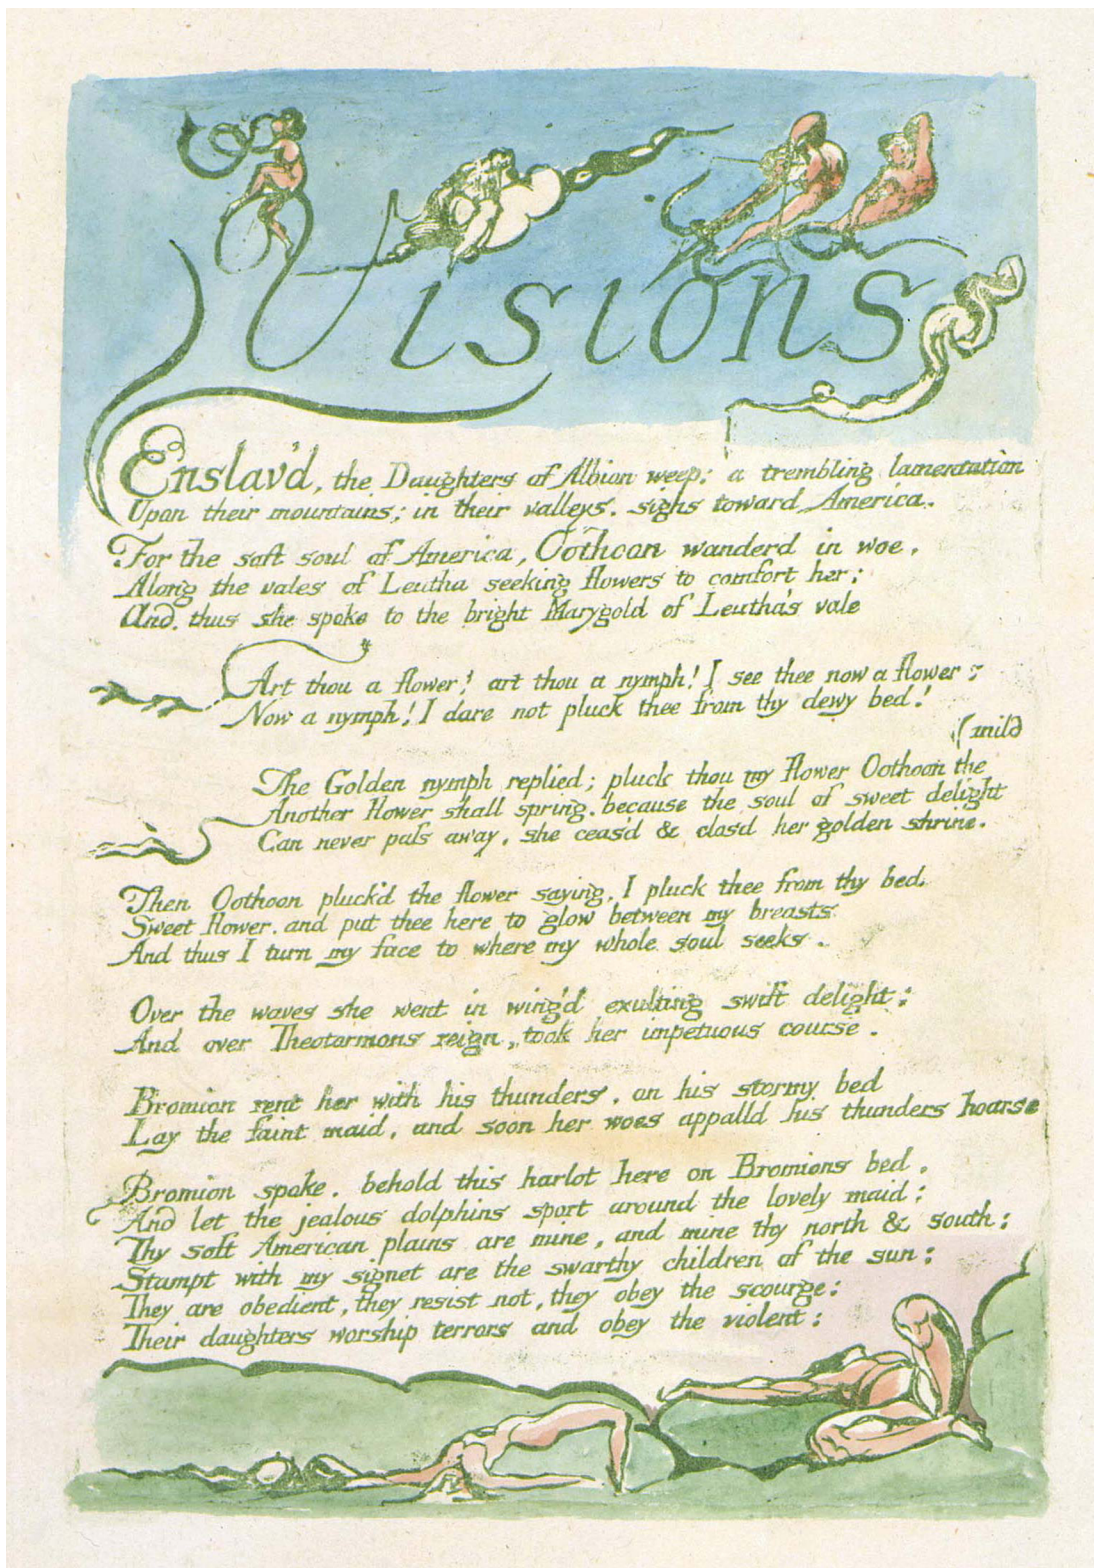 Visions
Enslav'd, the Daughters of Albion weep: a trembling lamentation
Upon their mountains; in their valleys. sighs toward America.
For the soft soul of America, Oothoon wanderd in woe,
Along the vales of Leutha seeking flowers to comfort her;
And thus she spoke to the bright Marygold of Leutha's vale
Art thou a flower! art thou a nymph! I see thee now a flower;
Now a nymph! I dare not pluck thee from thy dewy bed!
(mild
The Golden nymph replied; pluck thou my flower Oothoon the
Another flower shall spring, because the soul of sweet delight
Can never pass away. she ceas'd & clos'd her golden shrine.
Then Oothoon pluck'd the flower saying, I pluck thee from thy bed
Sweet flower. and put thee here to glow between my breasts
And thus I turn my face to where my whole soul seeks.
Over the waves she went in wing'd exulting swift delight;
And over Theotormons reign, took her impetuous course.
Bromion rent her with his thunders, on his stormy bed
Lay the faint maid, and soon her woes appalld his thunders hoarse
Bromion spoke. behold this harlot here on Bromions bed,
And let the jealous dolphins sport around the lovely maid;
Thy soft American plains are mine, and mine thy north & south:
Stampt with my signet are the swarthy children of the sun:
They are obedient, they resist not, they obey the scourge:
Their daughters worship terrors and obey the violent: